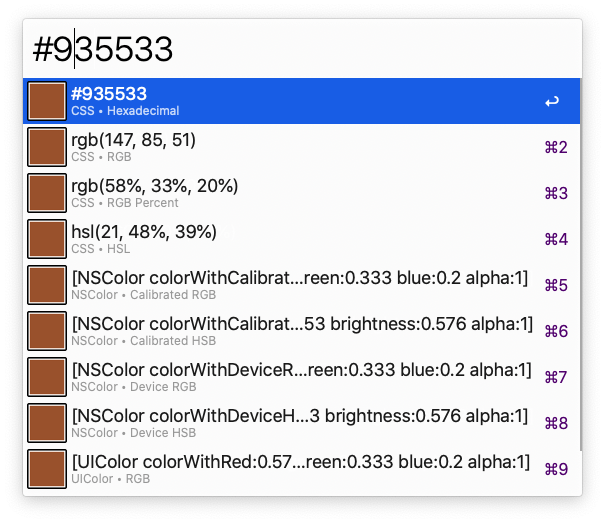 #935533
#935533
CSS • Hexadecimal
↩
rgb(147, 85, 51)
CSS • RGB
⌘2
rgb(58%, 33%, 20%)
CSS • RGB Percent
⌘3
hsl(21, 48%, 39%)
CSS • HSL
⌘4
[NSColor colorWithCalibrat...reen:0.333 blue:0.2 alpha:1]
NSColor • Calibrated RGB
⌘5
[NSColor colorWithCalibrat...53 brightness:0.576 alpha:1]
NSColor • Calibrated HSB
⌘6
[NSColor colorWithDeviceR...reen:0.333 blue:0.2 alpha:1]
NSColor • Device RGB
⌘7
[NSColor colorWithDeviceH...3 brightness:0.576 alpha:1]
NSColor • Device HSB
⌘8
[UIColor colorWithRed:0.57...reen:0.333 blue:0.2 alpha:1]
UIColor • RGB
⌘9